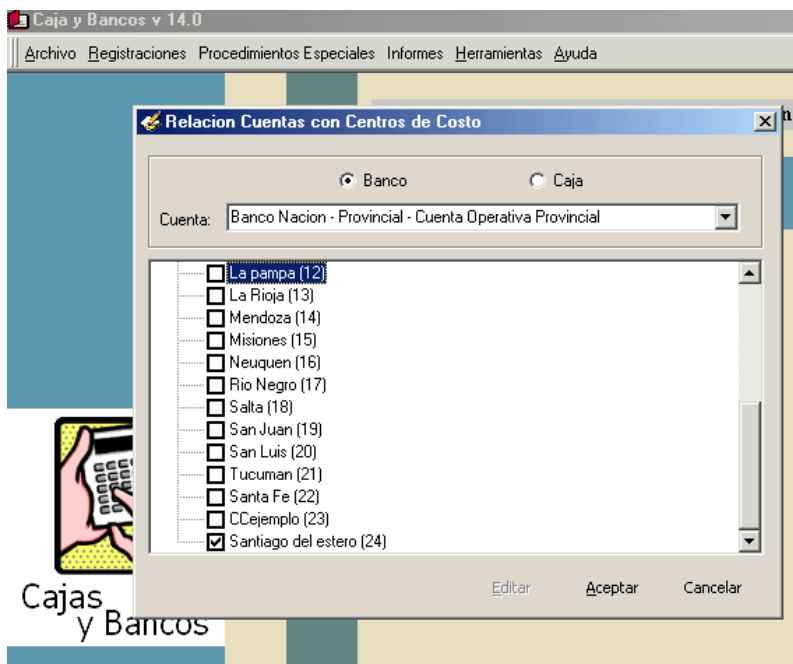 Caja y Bancos v 14.0
Archivo Registraciones Procedimientos Especiales Informes Herramientas Ayuda
Relacion Cuentas con Centros de Costo
Banco Caja
Cuenta: Banco Nacion - Provincial - Cuenta Operativa Provincial
La pampa (12)
La Rioja (13)
Mendoza (14)
Misiones (15)
Neuquen (16)
Rio Negro (17)
Salta (18)
San Juan (19)
San Luis (20)
Tucuman (21)
Santa Fe (22)
CCejemplo (23)
Santiago del estero (24)
Editar Aceptar Cancelar
Cajas
y Bancos